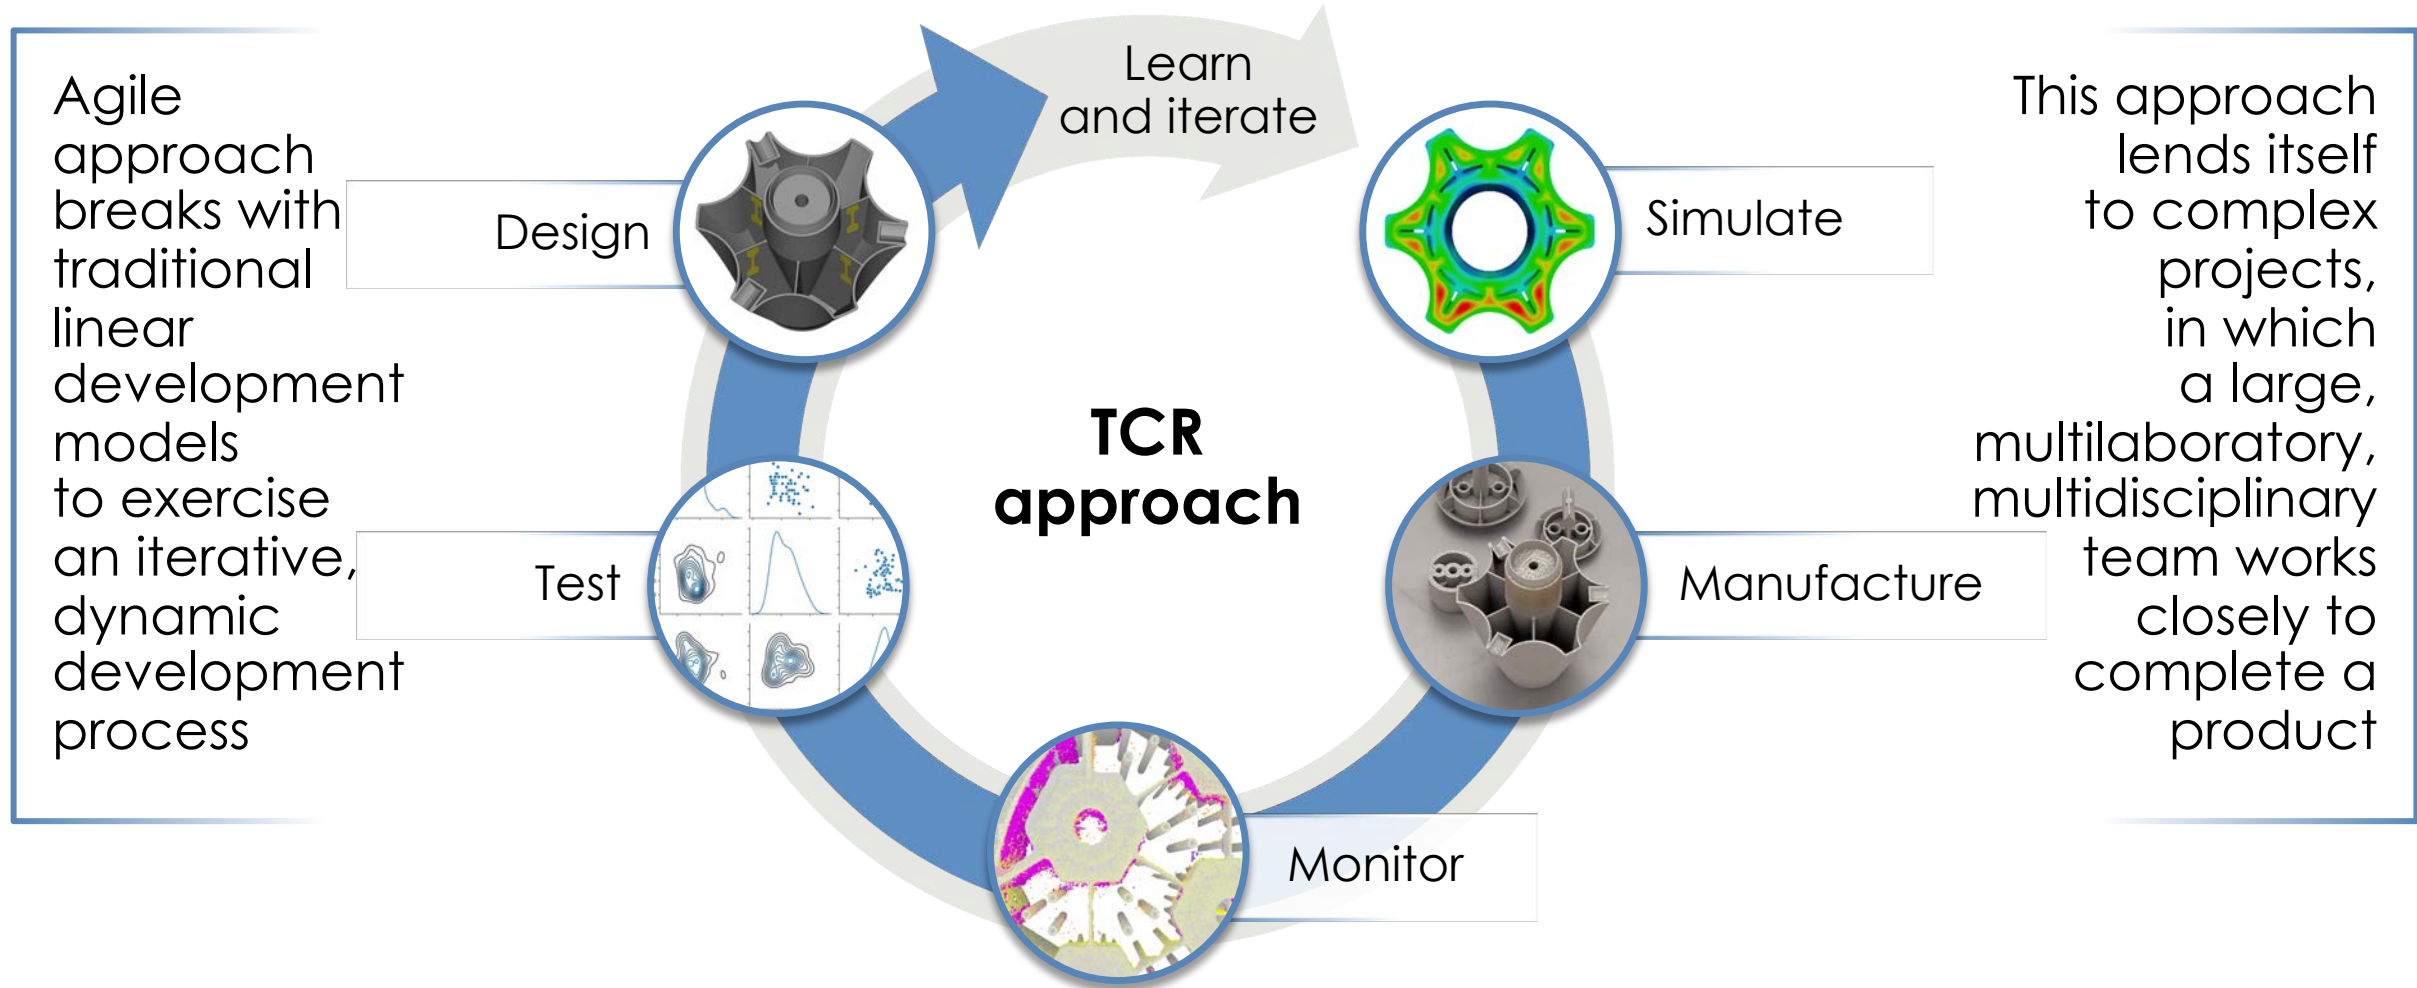 Agile
approach
breaks with
traditional
linear
development
models
to exercise
an iterative,
dynamic
development
process
Learn
and iterate
Design
Simulate
TCR
approach
Test
Manufacture
Monitor
This approach
lends itself
to complex
projects,
in which
a large,
multilaboratory,
multidisciplinary
team works
closely to
complete a
product